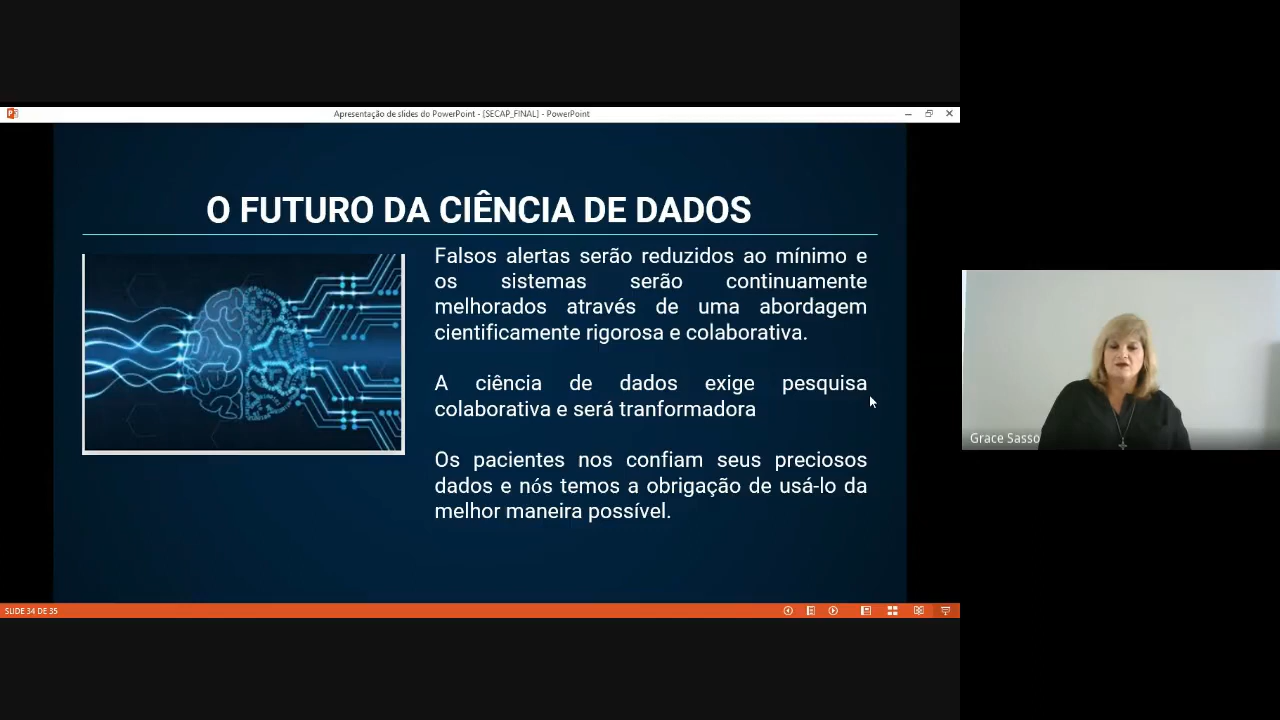 Apresentação de slides do PowerPoint - [SECAP_FINAL] - PowerPoint
O FUTURO DA CIÊNCIA DE DADOS
Falsos alertas serão reduzidos ao mínimo e
os sistemas serão continuamente
melhorados através de uma abordagem
cientificamente rigorosa e colaborativa.
A ciência de dados exige pesquisa
colaborativa e será tranformadora
Os pacientes nos confiam seus preciosos
dados e nós temos a obrigação de usá-lo da
melhor maneira possível.
Grace Sasso
SLIDE 34 DE 35